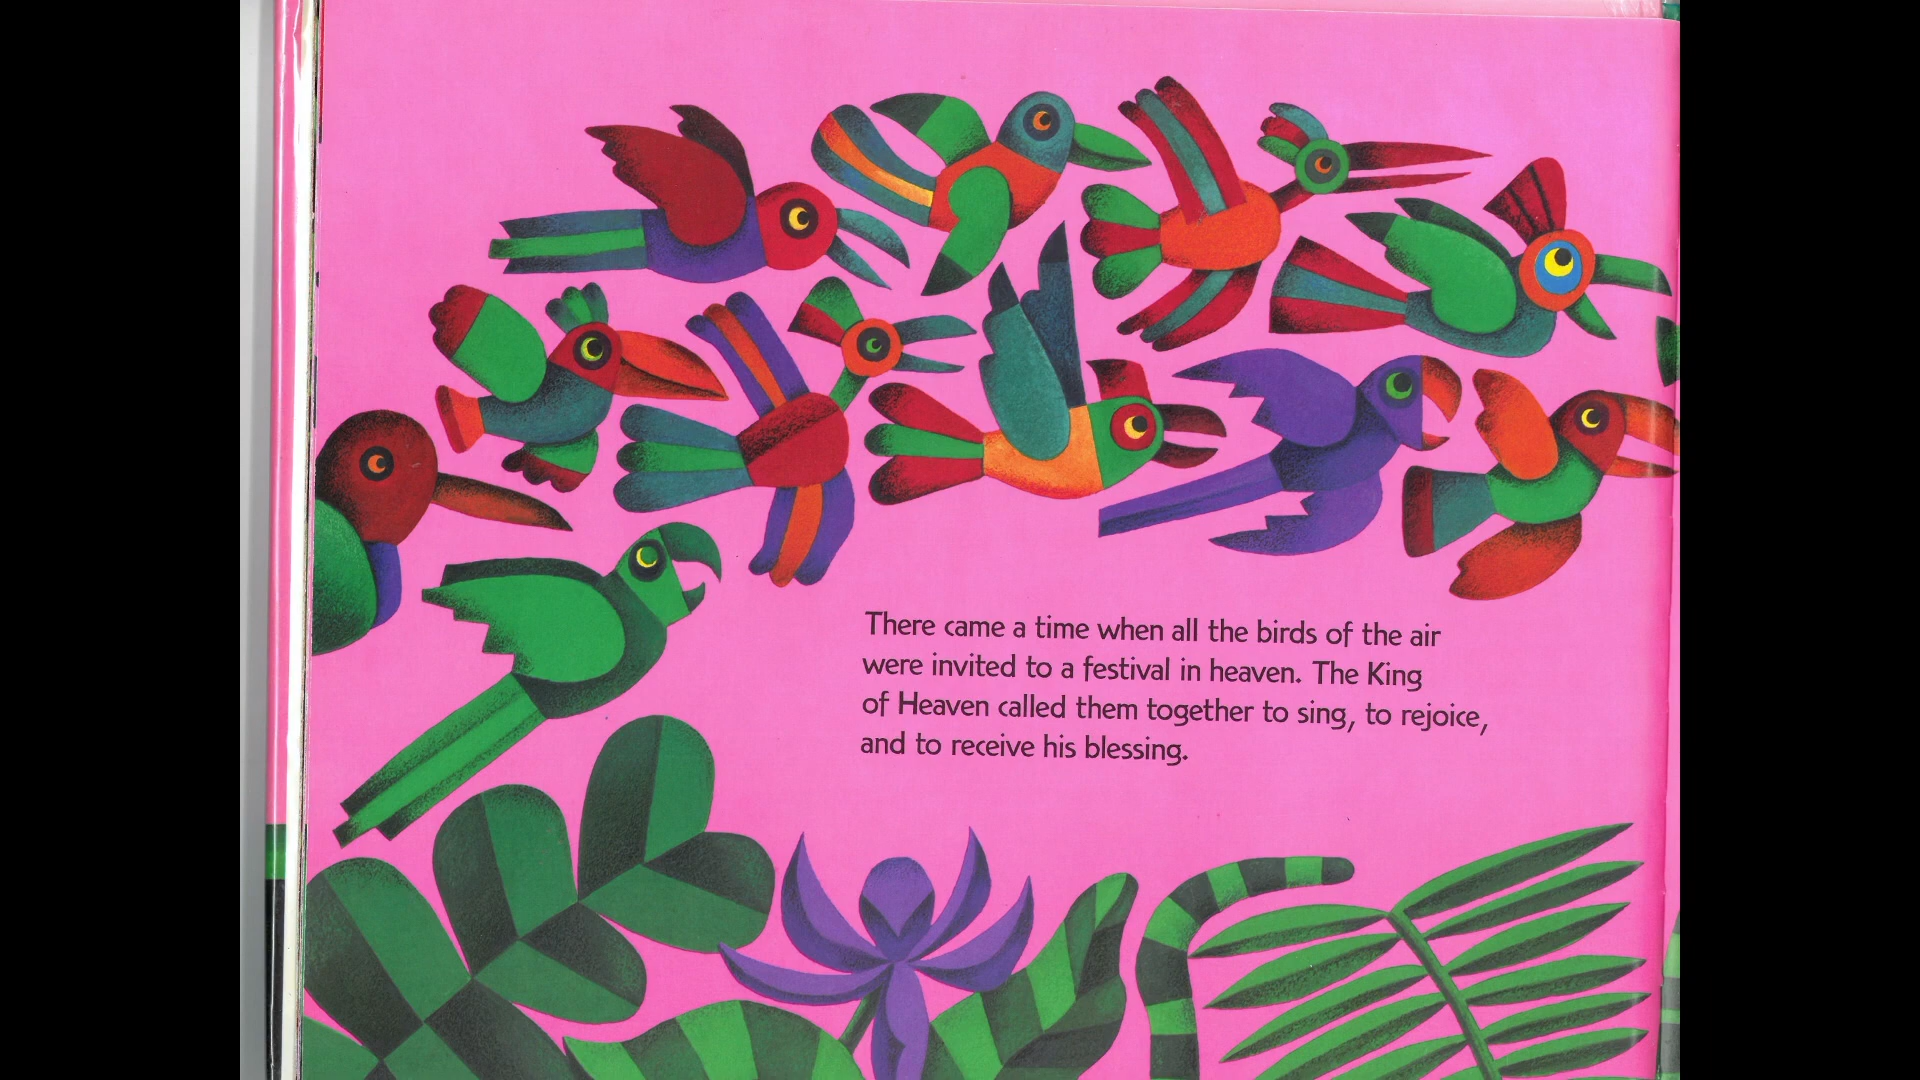 There came a time when all the birds of the air
were invited to a festival in heaven. The King
of Heaven called them together to sing, to rejoice,
and to receive his blessing.